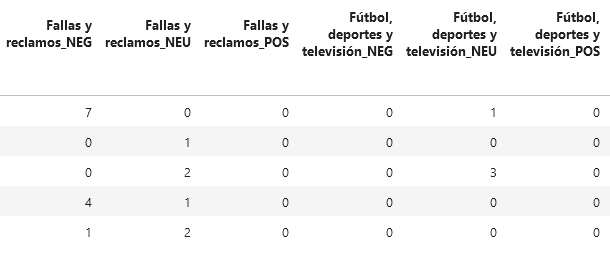 Fallas y reclamos_NEG Fallas y reclamos_NEU Fallas y reclamos_POS Fútbol, deportes y televisión_NEG Fútbol, deportes y televisión_NEU Fútbol, deportes y televisión_POS
7 0 0 0 1 0
0 1 0 0 0 0
0 2 0 0 3 0
4 1 0 0 0 0
1 2 0 0 0 0